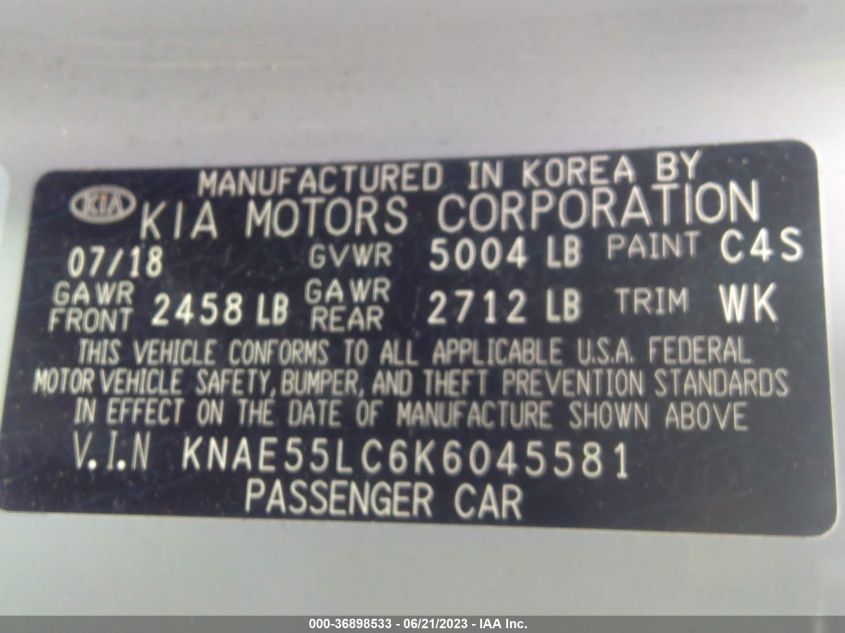 MANUFACTURED IN KOREA BY
KIA KIA MOTORS CORPORATION
07/18 GVWR 5004 LB PAINT C4S
GAWR FRONT 2458 LB GAWR REAR 2712 LB TRIM WK
THIS VEHICLE CONFORMS TO ALL APPLICABLE U.S.A. FEDERAL
MOTOR VEHICLE SAFETY, BUMPER, AND THEFT PREVENTION STANDARDS
IN EFFECT ON THE DATE OF MANUFACTURE SHOWN ABOVE
V.I.N KNAE55LC6K6045581
PASSENGER CAR
000-36898533 - 06/21/2023 - IAA Inc.